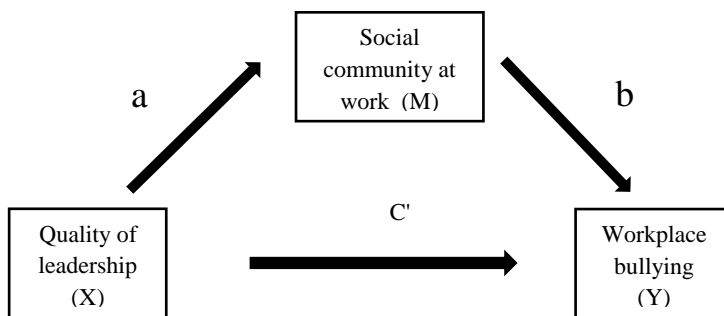 Social
community at
work (M)
a
b
C'
Quality of
leadership
(X)
Workplace
bullying
(Y)